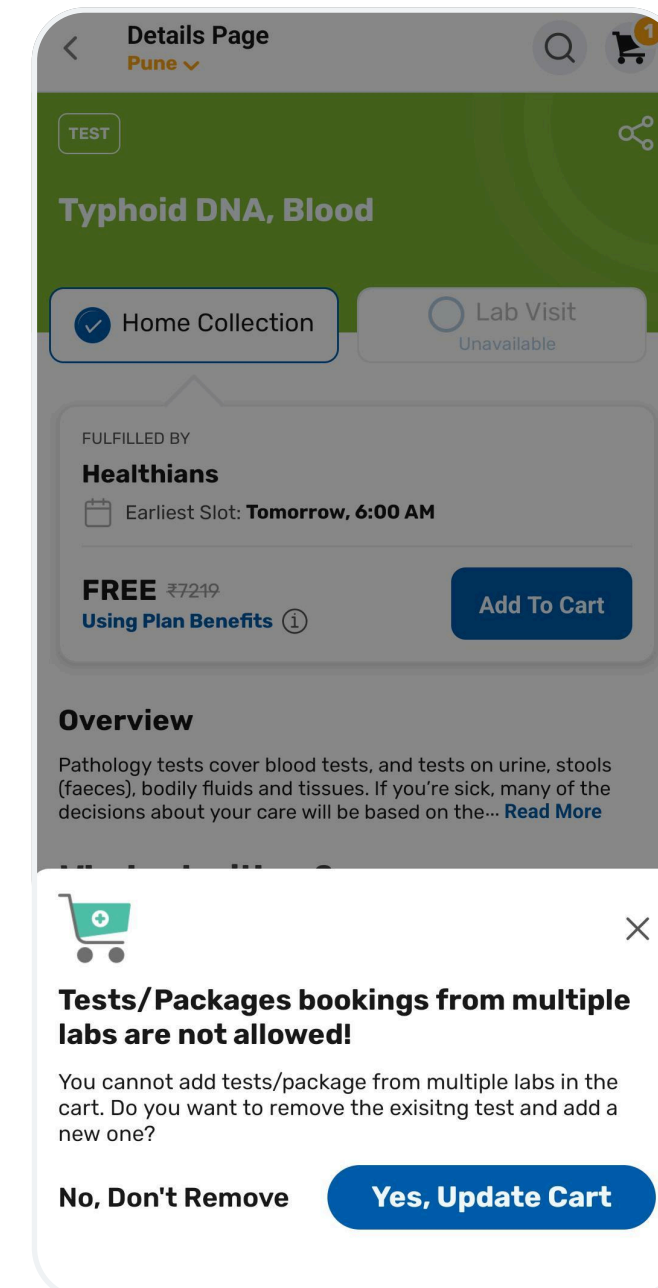 Details Page
1
Pune
TEST
Typhoid DNA, Blood
Home Collection
Lab Visit
Unavailable
FULFILLED BY
Healthians
Earliest Slot: Tomorrow, 6:00 AM
FREE ₹7219
Using Plan Benefits
Add To Cart
Overview
Pathology tests cover blood tests, and tests on urine, stools
(faeces), bodily fluids and tissues. If you’re sick, many of the
decisions about your care will be based on the... Read More
Tests/Packages bookings from multiple
labs are not allowed!
You cannot add tests/package from multiple labs in the
cart. Do you want to remove the exisitng test and add a
new one?
No, Don't Remove
Yes, Update Cart